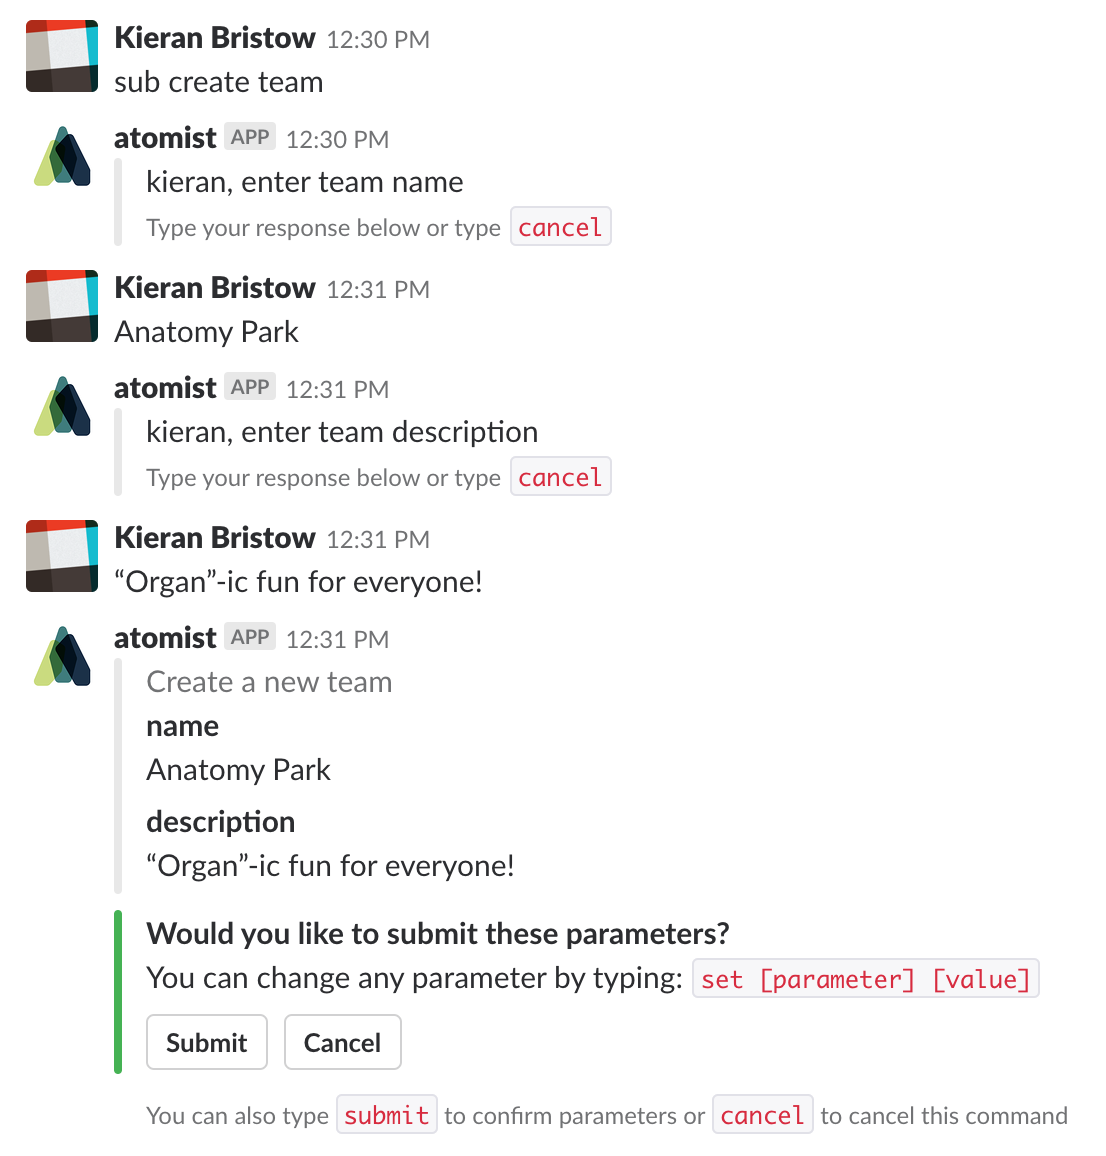 Kieran Bristow 12:30 PM
sub create team
atomist APP 12:30 PM
kieran, enter team name
Type your response below or type cancel
Kieran Bristow 12:31 PM
Anatomy Park
atomist APP 12:31 PM
kieran, enter team description
Type your response below or type cancel
Kieran Bristow 12:31 PM
“Organ”-ic fun for everyone!
atomist APP 12:31 PM
Create a new team
name
Anatomy Park
description
“Organ”-ic fun for everyone!
Would you like to submit these parameters?
You can change any parameter by typing: set [parameter] [value]
Submit Cancel
You can also type submit to confirm parameters or cancel to cancel this command